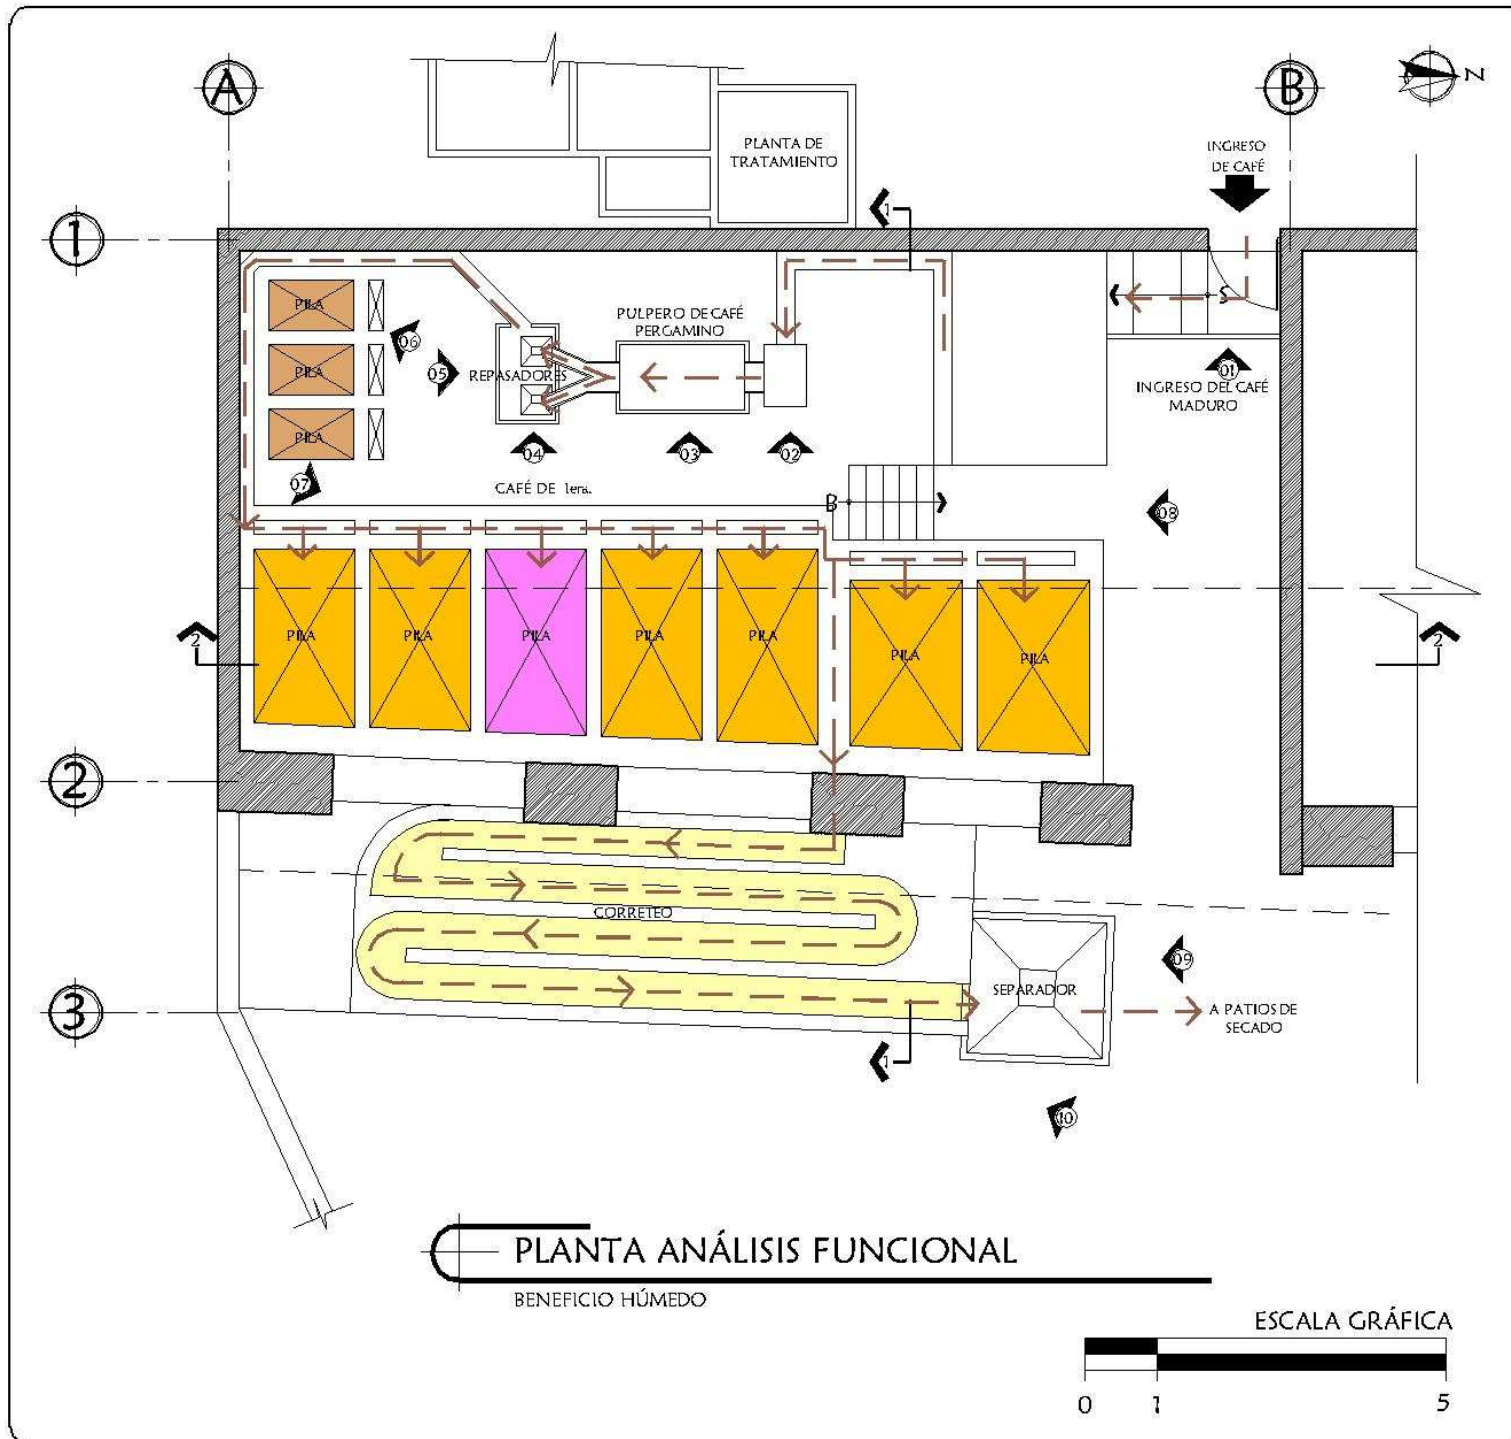 A
B
N
PLANTA DE
TRATAMIENTO
INGRESO
DE CAFÉ
1
1
S
PULPERO DE CAFÉ
PERGAMINO
PILA
06
05
REPASADORES
PILA
01
INGRESO DEL CAFÉ
MADURO
PILA
07
04
03
02
CAFÉ DE 1era.
B
08
PILA
PILA
PILA
PILA
PILA
PILA
PILA
2
2
2
CORRETEO
09
SEPARADOR
3
A PATIOS DE
SECADO
1
10
PLANTA ANÁLISIS FUNCIONAL
BENEFICIO HÚMEDO
ESCALA GRÁFICA
0 1 5